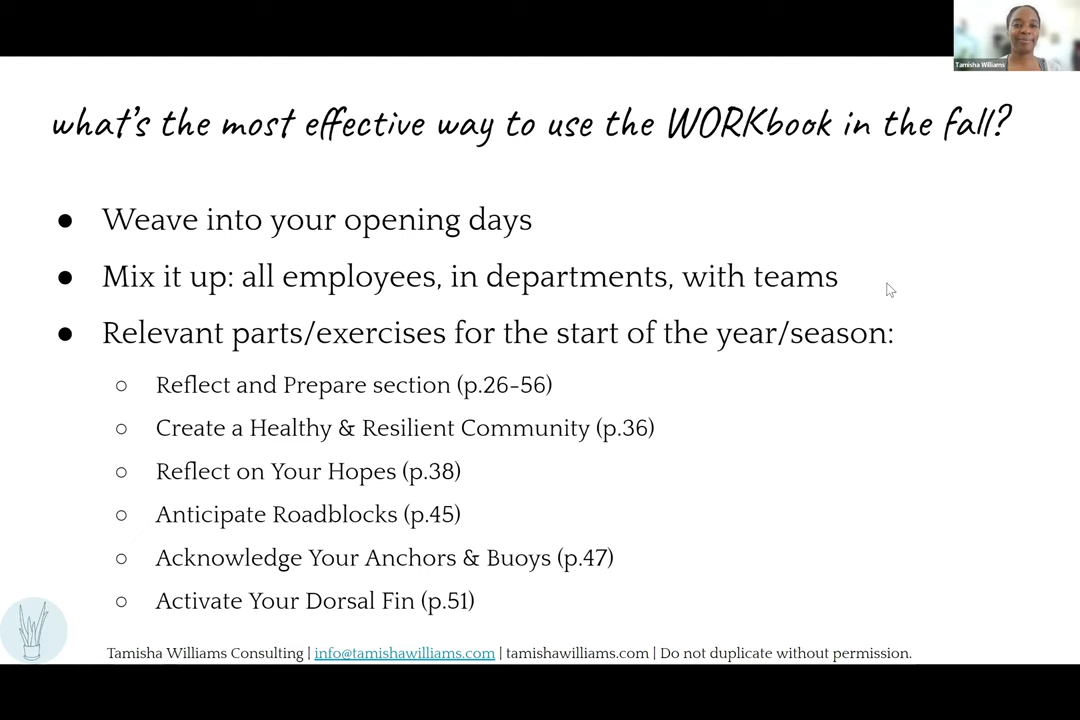 Tamisha Williams
what's the most effective way to use the WORKbook in the fall?
● Weave into your opening days
● Mix it up: all employees, in departments, with teams
● Relevant parts/exercises for the start of the year/season:
○ Reflect and Prepare section (p.26-56)
○ Create a Healthy & Resilient Community (p.36)
○ Reflect on Your Hopes (p.38)
○ Anticipate Roadblocks (p.45)
○ Acknowledge Your Anchors & Buoys (p.47)
○ Activate Your Dorsal Fin (p.51)
Tamisha Williams Consulting | info@tamishawilliams.com | tamishawilliams.com | Do not duplicate without permission.